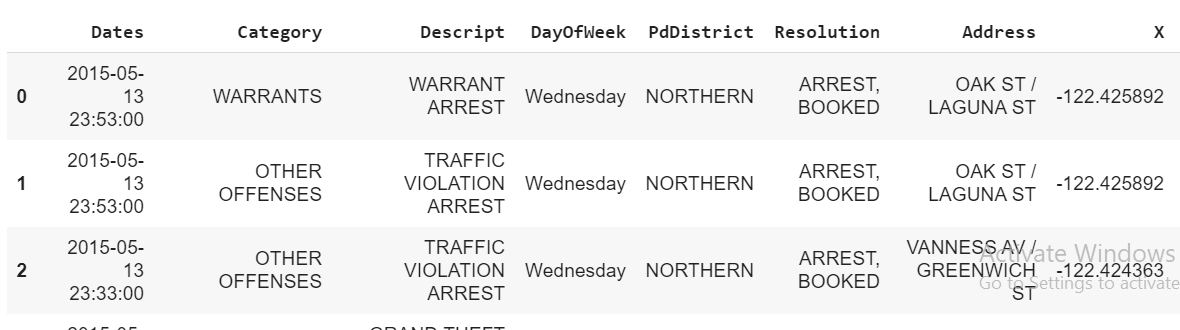 Dates Category Descript DayOfWeek PdDistrict Resolution Address X
2015-05-
0 13 WARRANTS WARRANT ARREST Wednesday NORTHERN ARREST, BOOKED OAK ST / LAGUNA ST -122.425892
23:53:00
2015-05-
1 13 OTHER OFFENSES TRAFFIC VIOLATION ARREST Wednesday NORTHERN ARREST, BOOKED OAK ST / LAGUNA ST -122.425892
23:53:00
2015-05-
2 13 OTHER OFFENSES TRAFFIC VIOLATION ARREST Wednesday NORTHERN ARREST, BOOKED VANNESS AV / GREENWICH ST -122.424363
23:33:00
Activate Windows
Go to Settings to activate
2015-05- GRAND THEFT